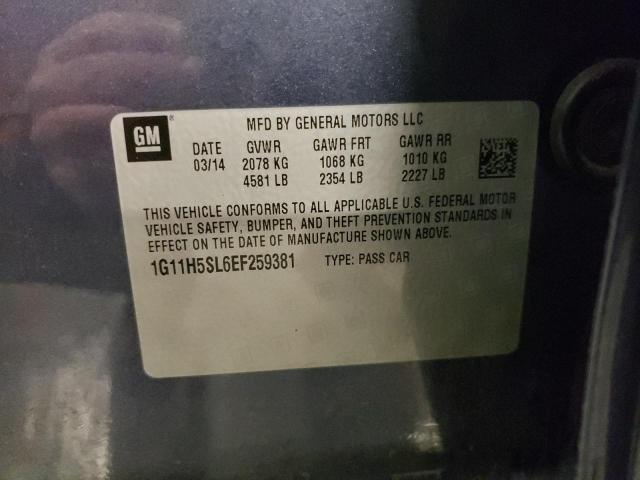 GM ®
MFD BY GENERAL MOTORS LLC
DATE GVWR GAWR FRT GAWR RR
03/14 2078 KG 1068 KG 1010 KG
4581 LB 2354 LB 2227 LB
THIS VEHICLE CONFORMS TO ALL APPLICABLE U.S. FEDERAL MOTOR
VEHICLE SAFETY, BUMPER, AND THEFT PREVENTION STANDARDS IN
EFFECT ON THE DATE OF MANUFACTURE SHOWN ABOVE.
1G11H5SL6EF259381 TYPE: PASS CAR